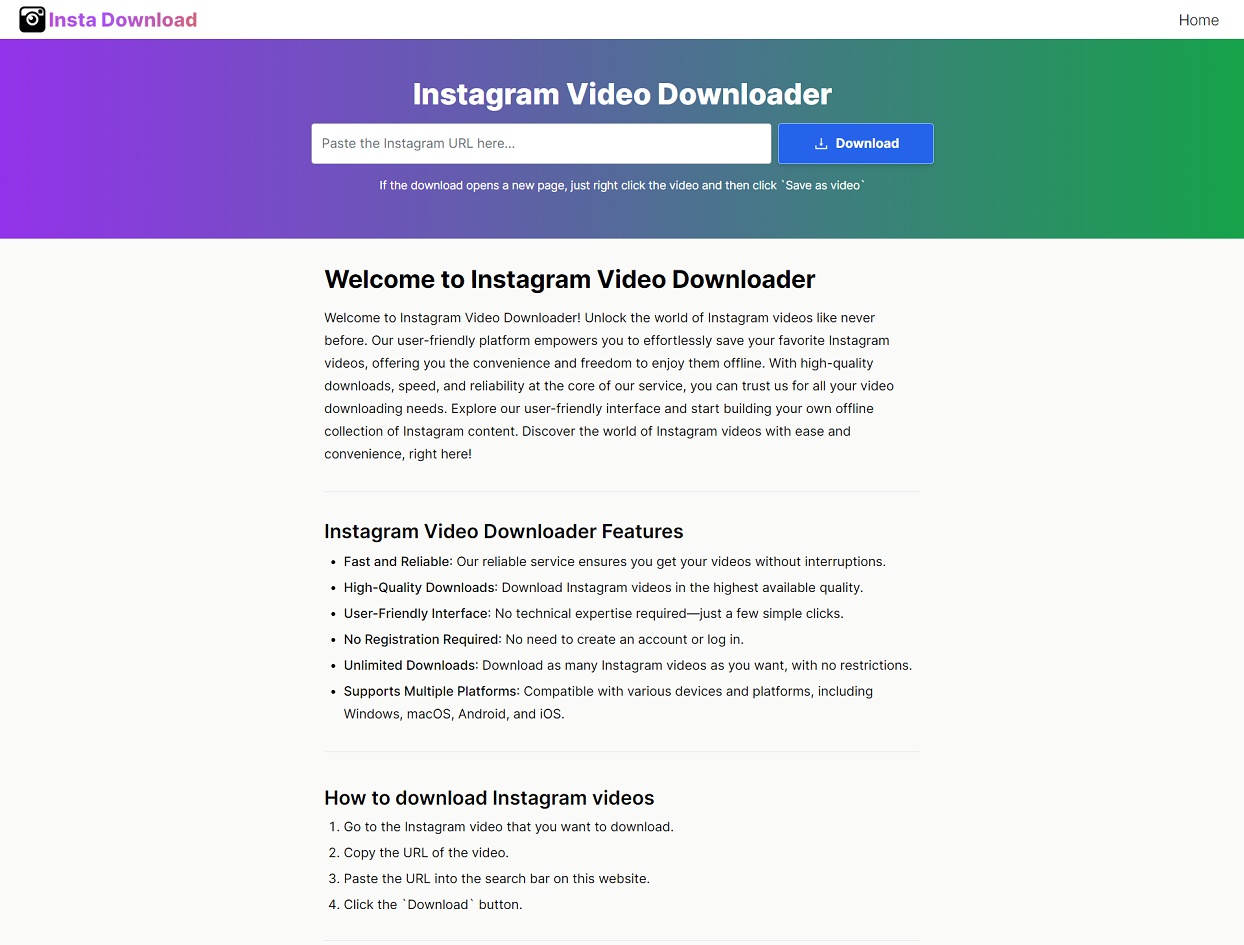 Insta Download
Home
Instagram Video Downloader
Paste the Instagram URL here...
Download
If the download opens a new page, just right click the video and then click `Save as video`
Welcome to Instagram Video Downloader
Welcome to Instagram Video Downloader! Unlock the world of Instagram videos like never
before. Our user-friendly platform empowers you to effortlessly save your favorite Instagram
videos, offering you the convenience and freedom to enjoy them offline. With high-quality
downloads, speed, and reliability at the core of our service, you can trust us for all your video
downloading needs. Explore our user-friendly interface and start building your own offline
collection of Instagram content. Discover the world of Instagram videos with ease and
convenience, right here!
Instagram Video Downloader Features
• Fast and Reliable: Our reliable service ensures you get your videos without interruptions.
• High-Quality Downloads: Download Instagram videos in the highest available quality.
• User-Friendly Interface: No technical expertise required—just a few simple clicks.
• No Registration Required: No need to create an account or log in.
• Unlimited Downloads: Download as many Instagram videos as you want, with no restrictions.
• Supports Multiple Platforms: Compatible with various devices and platforms, including
Windows, macOS, Android, and iOS.
How to download Instagram videos
1. Go to the Instagram video that you want to download.
2. Copy the URL of the video.
3. Paste the URL into the search bar on this website.
4. Click the `Download` button.